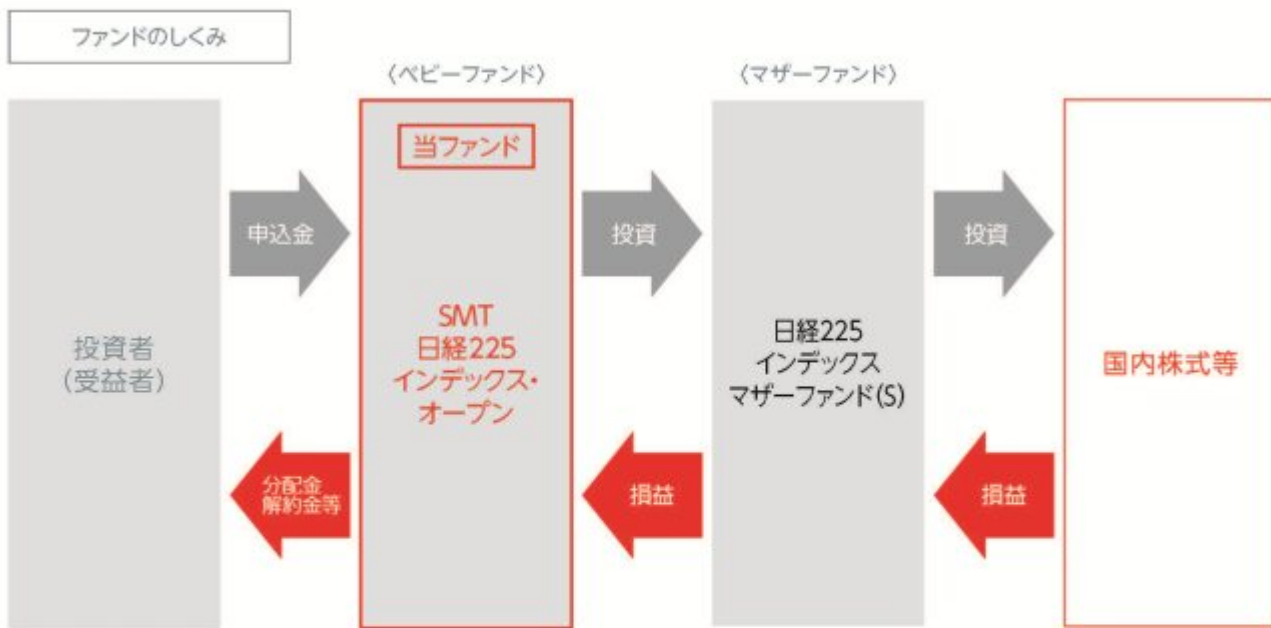 ファンドのしくみ
〈ベビーファンド〉
〈マザーファンド〉
投資者
(受益者)
申込金
分配金
解約金等
当ファンド
SMT
日経225
インデックス・
オープン
投資
損益
日経225
インデックス
マザーファンド(S)
投資
損益
国内株式等